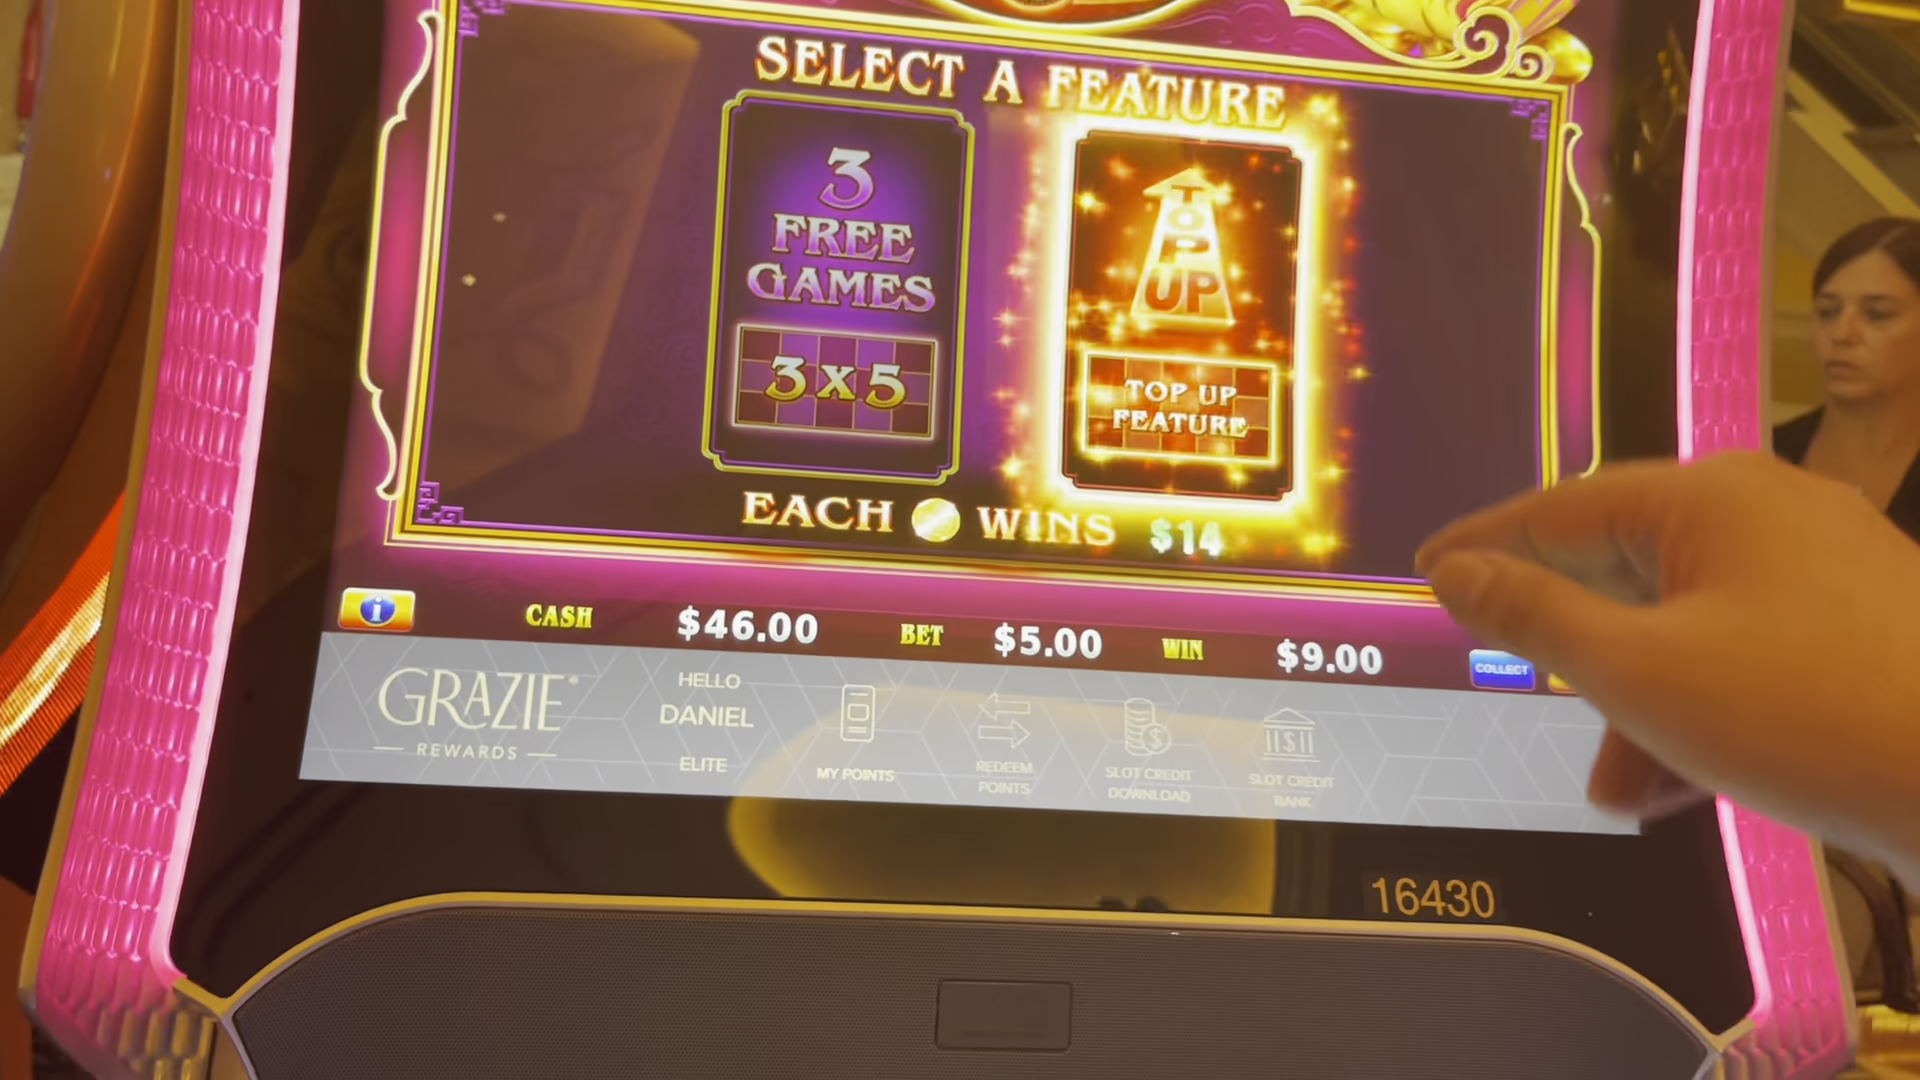 SELECT A FEATURE
3
FREE
GAMES
3 x 5
TOP
UP
TOP UP
FEATURE
EACH WINS $14
i
CASH $46.00 BET $5.00 WIN $9.00
COLLECT
GRAZIE
REWARDS
HELLO
DANIEL
ELITE
MY POINTS
REDEEM
POINTS
SLOT CREDIT
DOWNLOAD
SLOT CREDIT
BANK
16430